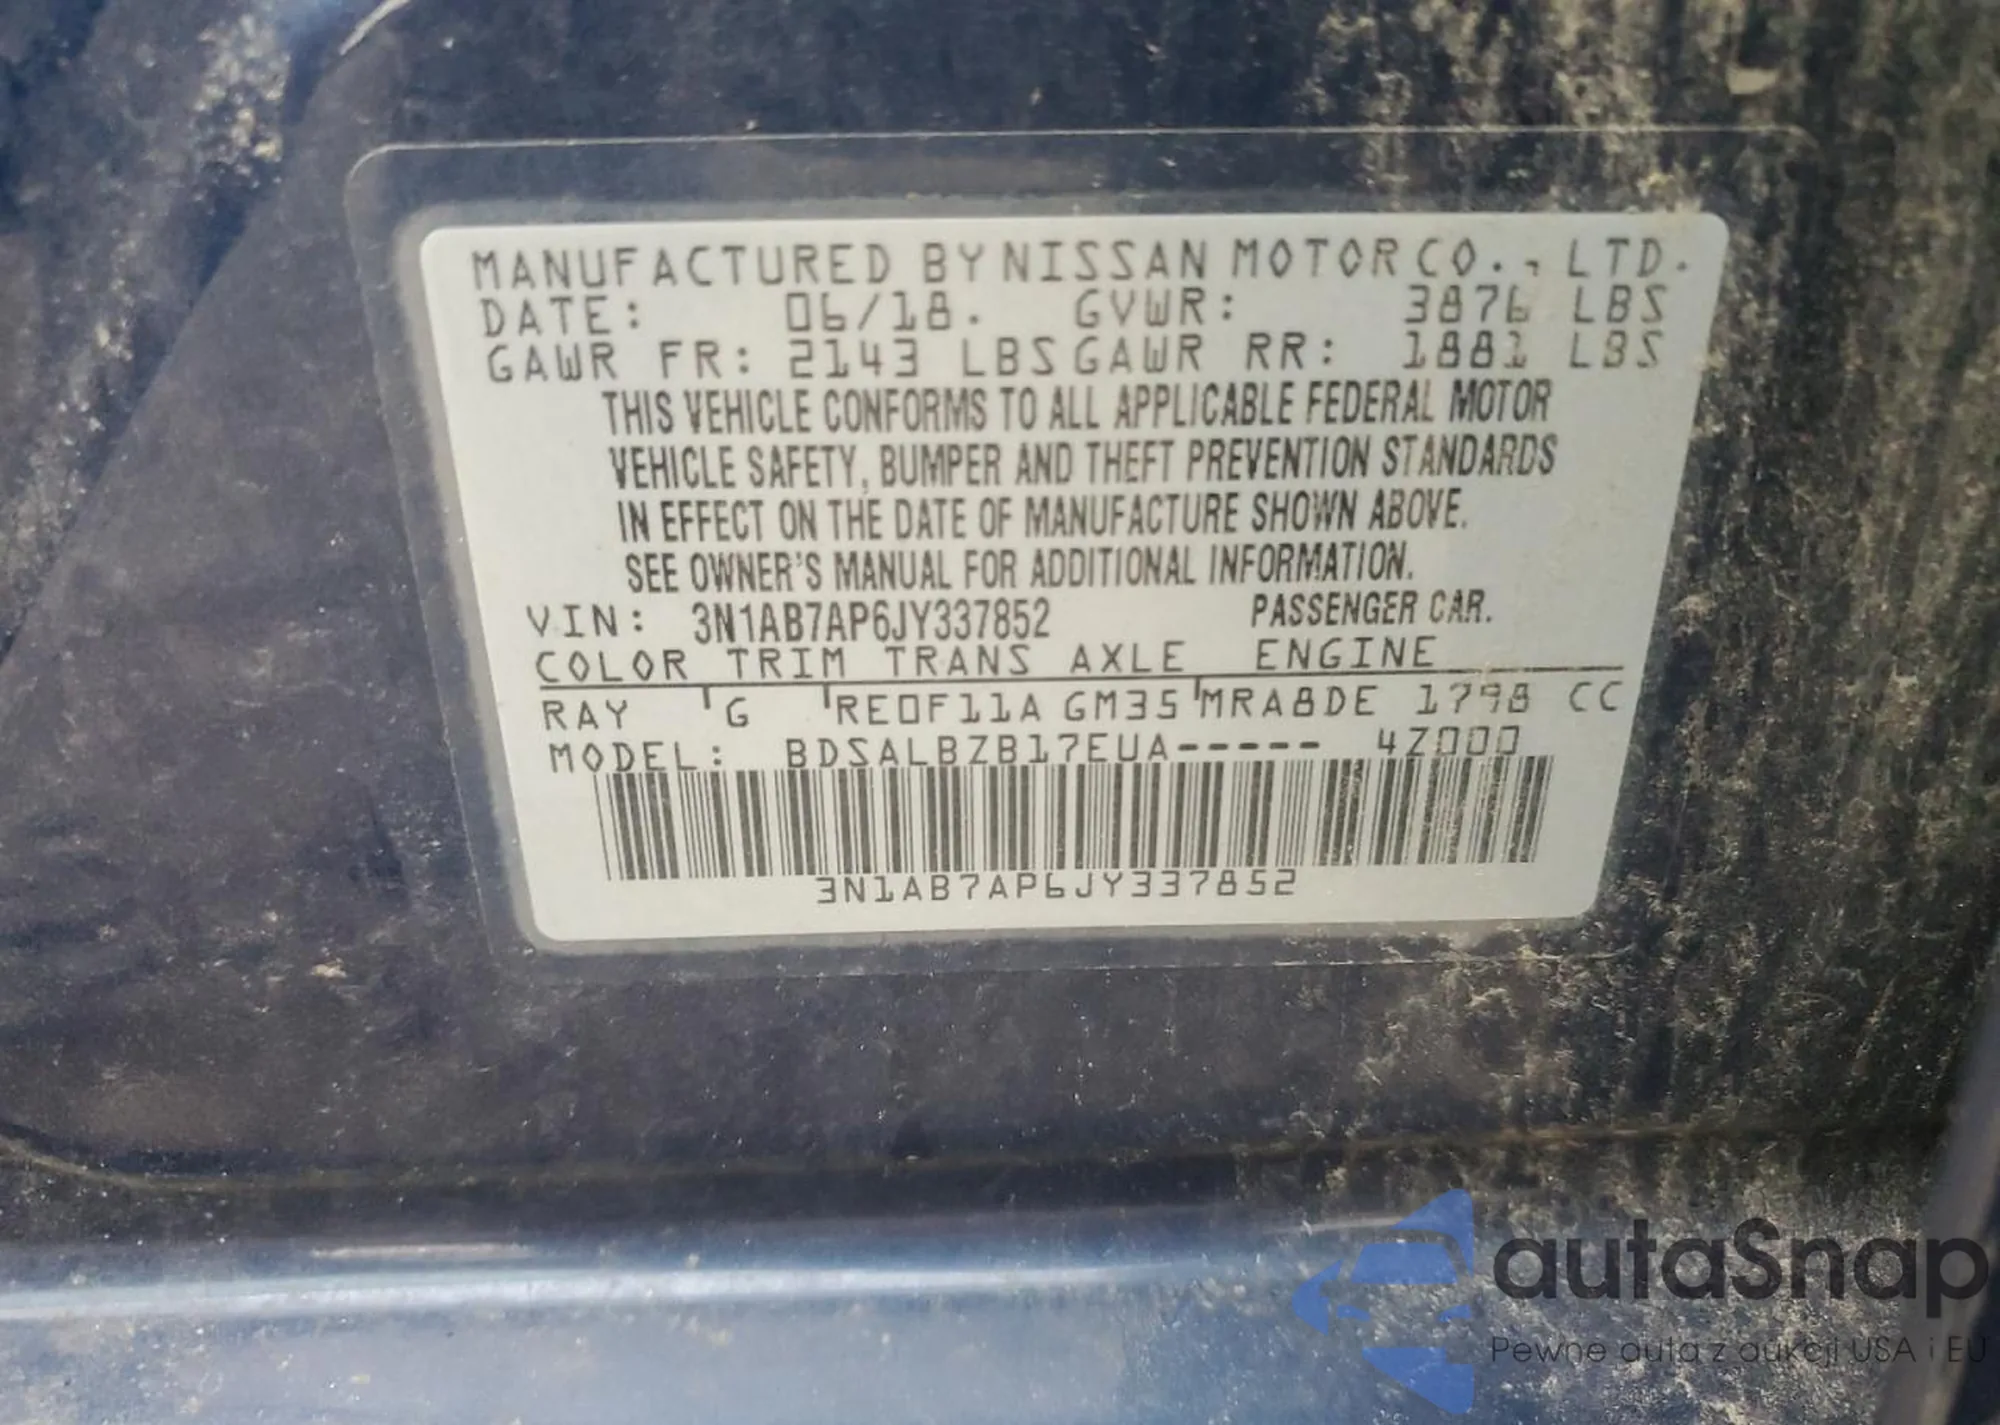 MANUFACTURED BY NISSAN MOTOR CO., LTD.
DATE: 06/18. GVWR: 3876 LBS
GAWR FR: 2143 LBS GAWR RR: 1881 LBS
THIS VEHICLE CONFORMS TO ALL APPLICABLE FEDERAL MOTOR
VEHICLE SAFETY, BUMPER AND THEFT PREVENTION STANDARDS
IN EFFECT ON THE DATE OF MANUFACTURE SHOWN ABOVE.
SEE OWNER'S MANUAL FOR ADDITIONAL INFORMATION.
VIN: 3N1AB7AP6JY337852 PASSENGER CAR.
COLOR TRIM TRANS AXLE ENGINE
RAY G RE0F11A GM35 MRA8DE 1798 CC
MODEL: BDSALBZB17EUA----- 4Z000
3N1AB7AP6JY337852
autaSnap
Pewne auta z aukcji USA i EU